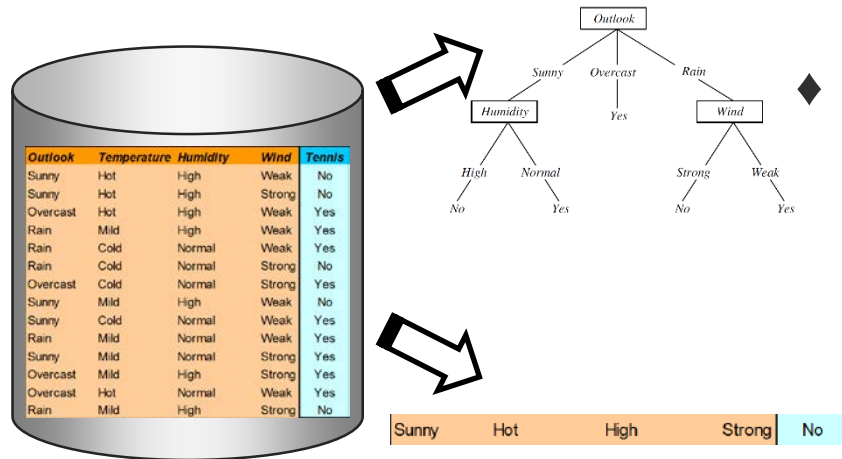 Outlook Temperature Humidity Wind Tennis
Sunny Hot High Weak No
Sunny Hot High Strong No
Overcast Hot High Weak Yes
Rain Mild High Weak Yes
Rain Cold Normal Weak Yes
Rain Cold Normal Strong No
Overcast Cold Normal Strong Yes
Sunny Mild High Weak No
Sunny Cold Normal Weak Yes
Rain Mild Normal Weak Yes
Sunny Mild Normal Strong Yes
Overcast Mild High Strong Yes
Overcast Hot Normal Weak Yes
Rain Mild High Strong No
Outlook
Sunny Overcast Rain
Humidity Yes Wind
High Normal Strong Weak
No Yes No Yes
Sunny Hot High Strong No